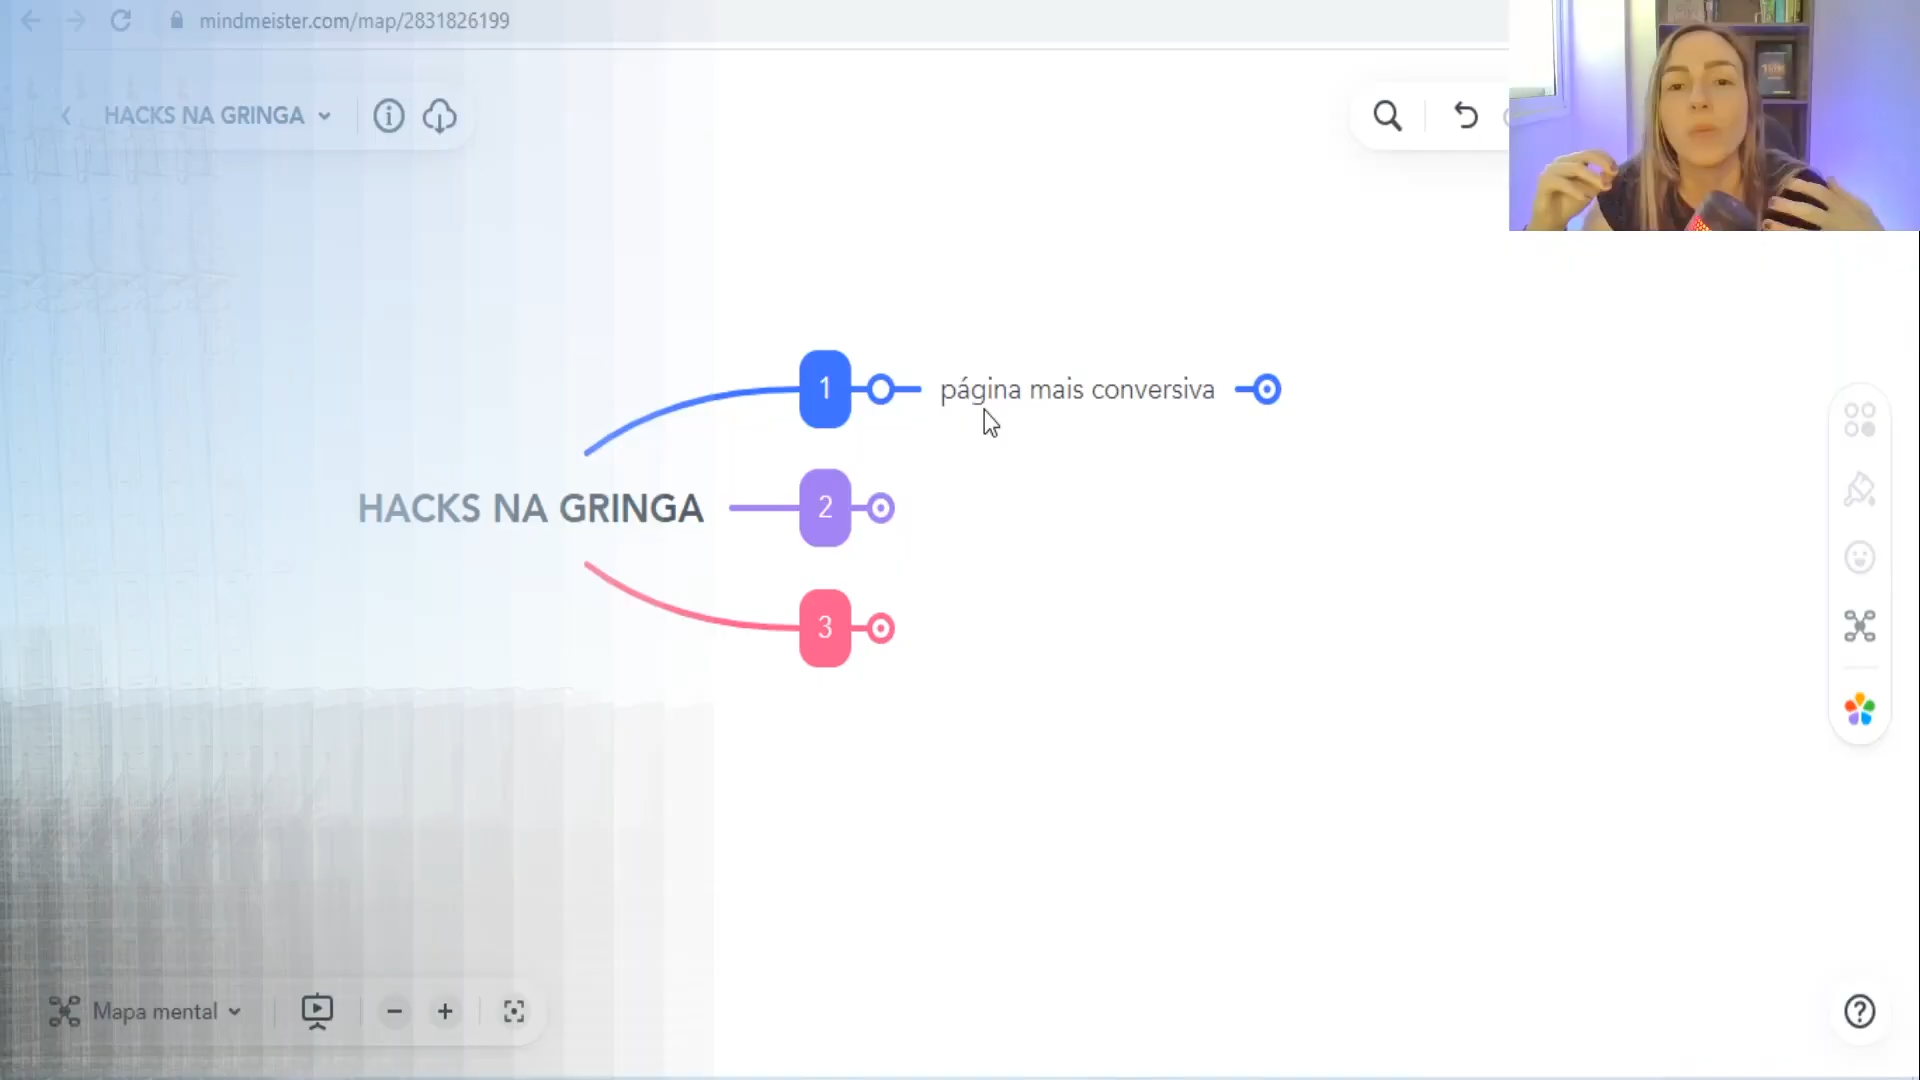 mindmeister.com/map/2831826199
HACKS NA GRINGA
1
página mais conversiva
HACKS NA GRINGA
2
3
Mapa mental